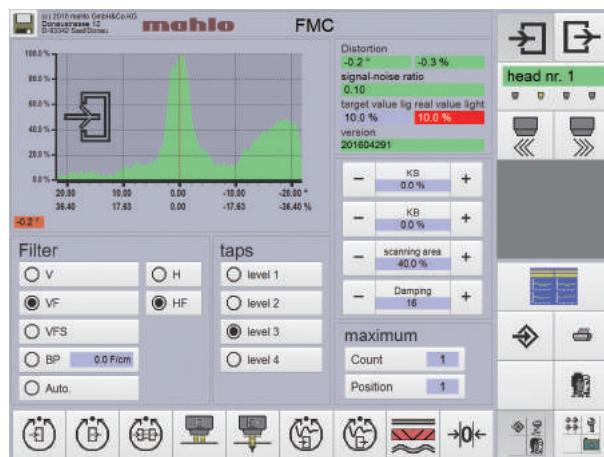 (c) 2016 mahlo GmbH&Co.KG
Donaustrasse 12
D-93342 Saal/Donau
mahlo
FMC
100.0 %
80.0%
60.0%
40.0%
20.0%
0.0 %
20.00 10.00 0.00 -10.00 -20.00 °
36.40 17.63 0.00 -17.63 -36.40 %
-0.2 °
Distortion
-0.2 ° -0.3 %
signal-noise ratio
0.10
target value lig real value light
10.0 % 10.0 %
version
201604291
head nr. 1
− KS +
0.0 %
− KB +
0.0 %
− scanning area +
40.0 %
− Damping +
16
Filter
V H
VF HF
VFS
BP 0.0 F/cm
Auto.
taps
level 1
level 2
level 3
level 4
maximum
Count 1
Position 1
0